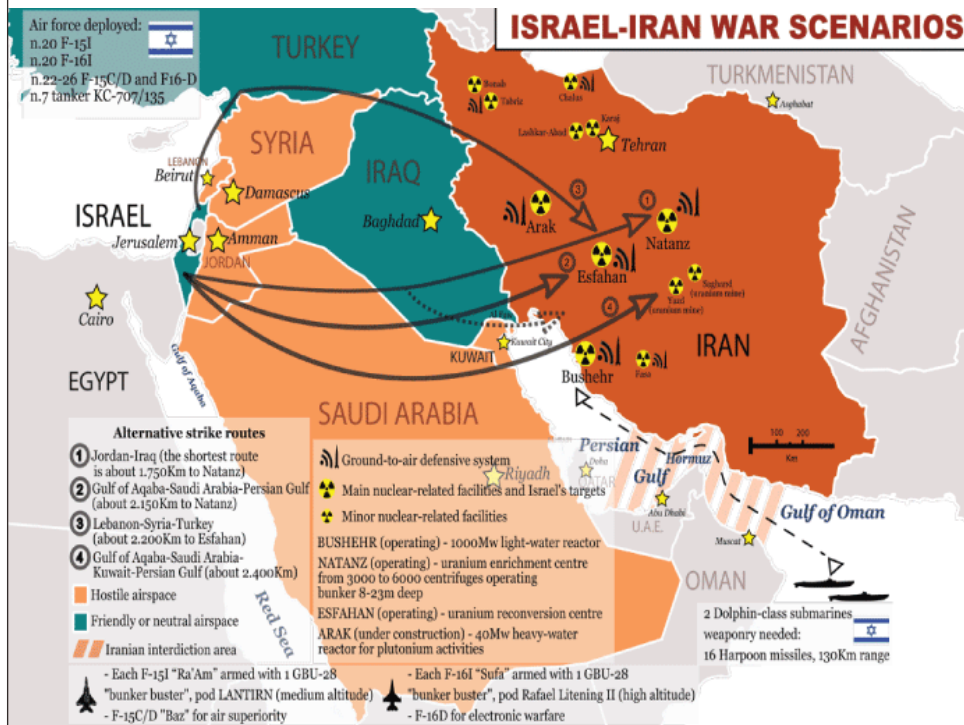 ISRAEL-IRAN WAR SCENARIOS
Air force deployed:
n.20 F-15I
n.20 F-16I
n.22-26 F-15C/D and F16-D
n.7 tanker KC-707/135
TURKEY
TURKMENISTAN
Asghabat
Bonab
Tabriz
Chalus
Lashkar-Abad
Karaj
Tehran
SYRIA
LEBANON
Beirut
Damascus
IRAQ
Baghdad
ISRAEL
Jerusalem
Amman
JORDAN
Arak
3
1
Natanz
2
Esfahan
4
Saghand
(uranium mine)
Yazd
(uranium mine)
AFGHANISTAN
Cairo
Kuwait City
KUWAIT
IRAN
Bushehr
Fasa
EGYPT
Gulf of Aqaba
SAUDI ARABIA
100 200
Km
Persian
Gulf
Hormuz
Doha
QATAR
Riyadh
Abu Dhabi
U.A.E.
Gulf of Oman
Muscat
OMAN
Red Sea
Alternative strike routes
1 Jordan-Iraq (the shortest route
is about 1.750Km to Natanz)
2 Gulf of Aqaba-Saudi Arabia-Persian Gulf
(about 2.150Km to Natanz)
3 Lebanon-Syria-Turkey
(about 2.200Km to Esfahan)
4 Gulf of Aqaba-Saudi Arabia-
Kuwait-Persian Gulf (about 2.400Km)
Hostile airspace
Friendly or neutral airspace
Iranian interdiction area
Ground-to-air defensive system
Main nuclear-related facilities and Israel's targets
Minor nuclear-related facilities
BUSHEHR (operating) - 1000Mw light-water reactor
NATANZ (operating) - uranium enrichment centre
from 3000 to 6000 centrifuges operating
bunker 8-23m deep
ESFAHAN (operating) - uranium reconversion centre
ARAK (under construction) - 40Mw heavy-water
reactor for plutonium activities
2 Dolphin-class submarines
weaponry needed:
16 Harpoon missiles, 130Km range
- Each F-15I "Ra'Am" armed with 1 GBU-28
"bunker buster", pod LANTIRN (medium altitude)
- F-15C/D "Baz" for air superiority
- Each F-16I "Sufa" armed with 1 GBU-28
"bunker buster", pod Rafael Litening II (high altitude)
- F-16D for electronic warfare